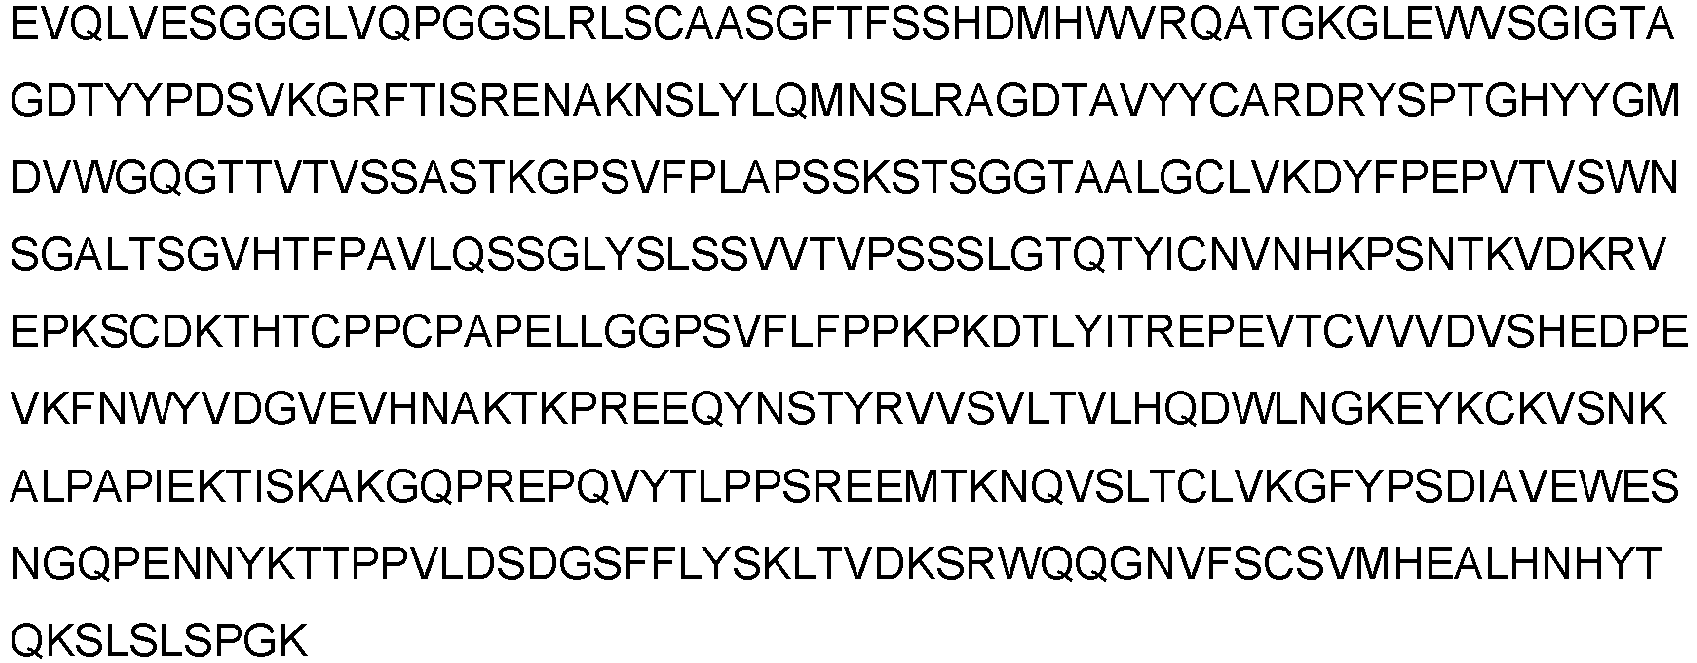 EVQLVESGGGLVQPGGSLRLSCAASGFTFSSHDMHWVRQATGKGLEWVSGIGTA
GDTYYPDSVKGRFTISRENAKNSLYLQMNSLRAGDTAVYYCARDRYSPTGHYYGM
DVWGQGTTVTVSSASTKGPSVFPLAPSSKSTSGGTAALGCLVKDYFPEPVTVSWN
SGALTSGVHTFPAVLQSSGLYSLSSVVTVPSSSLGTQTYICNVNHKPSNTKVDKRV
EPKSCDKTHTCPPCPAPELLGGPSVFLFPPKPKDTLYITREPEVTCVVVDVSHEDPE
VKFNWYVDGVEVHNAKTKPREEQYNSTYRVVSVLTVLHQDWLNGKEYKCKVSNK
ALPAPIEKTISKAKGQPREPQVYTLPPSREEMTKNQVSLTCLVKGFYPSDIAVEWES
NGQPENNYKTTPPVLDSDGSFFLYSKLTVDKSRWQQGNVFSCSVMHEALHNHYT
QKSLSLSPGK